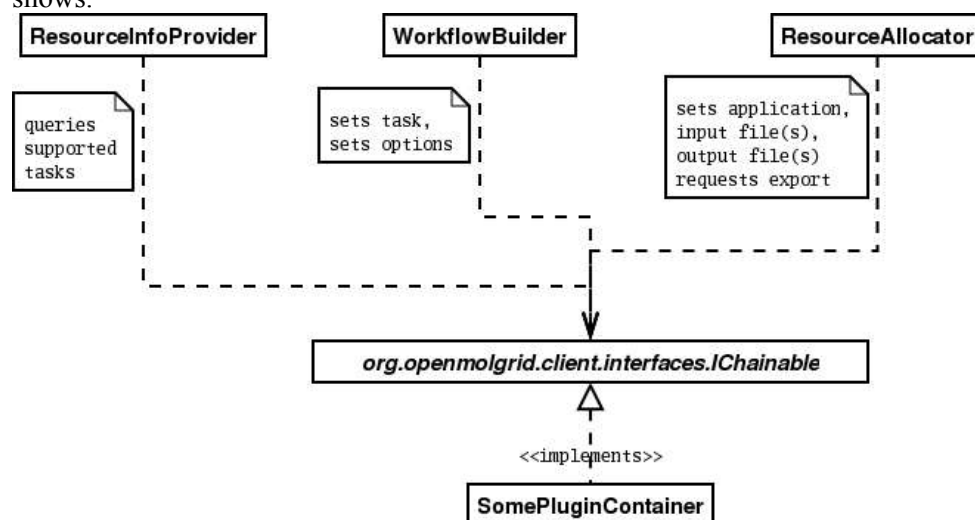 shows:
ResourceInfoProvider
WorkflowBuilder
ResourceAllocator
queries
supported
tasks
sets task,
sets options
sets application,
input file(s),
output file(s)
requests export
org.openmolgrid.client.interfaces.IChainable
<<implements>>
SomePluginContainer